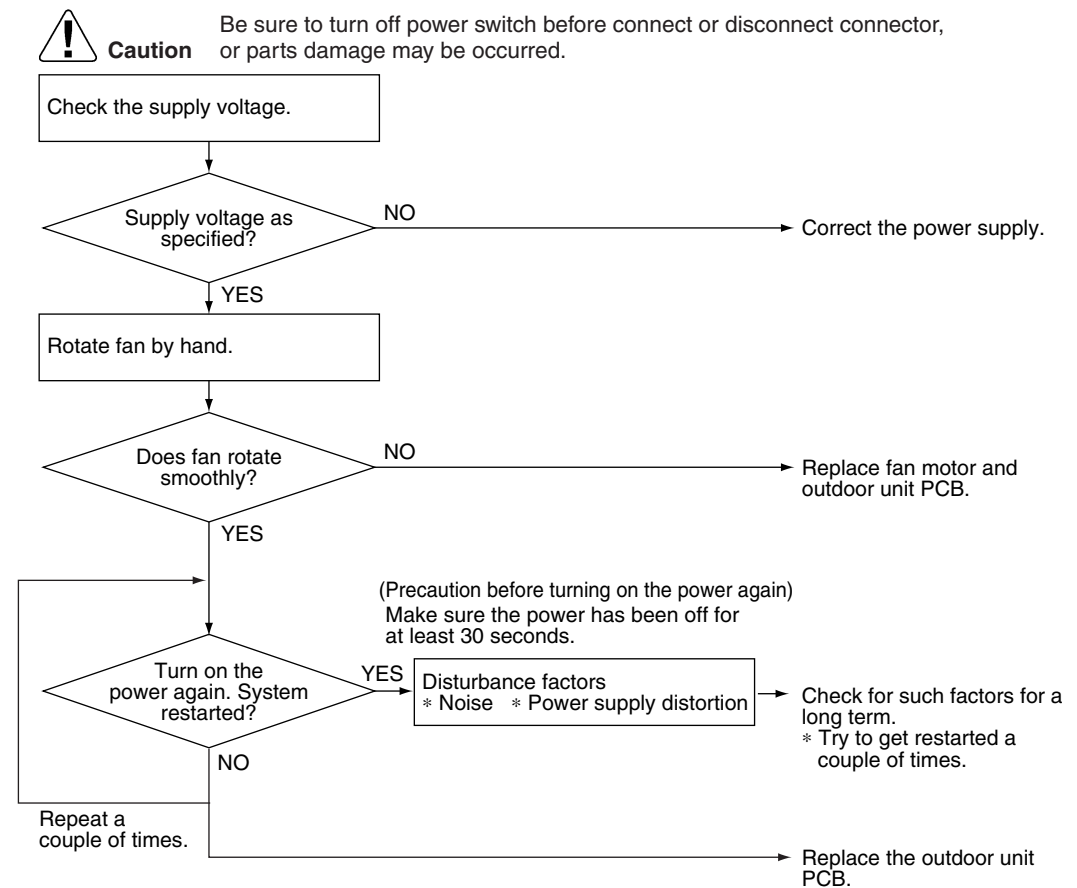 Be sure to turn off power switch before connect or disconnect connector,
Caution or parts damage may be occurred.
Check the supply voltage.
Supply voltage as
specified?
NO
Correct the power supply.
YES
Rotate fan by hand.
Does fan rotate
smoothly?
NO
Replace fan motor and
outdoor unit PCB.
YES
(Precaution before turning on the power again)
Make sure the power has been off for
at least 30 seconds.
Turn on the
power again. System
restarted?
YES
Disturbance factors
* Noise * Power supply distortion
Check for such factors for a
long term.
* Try to get restarted a
couple of times.
NO
Repeat a
couple of times.
Replace the outdoor unit
PCB.